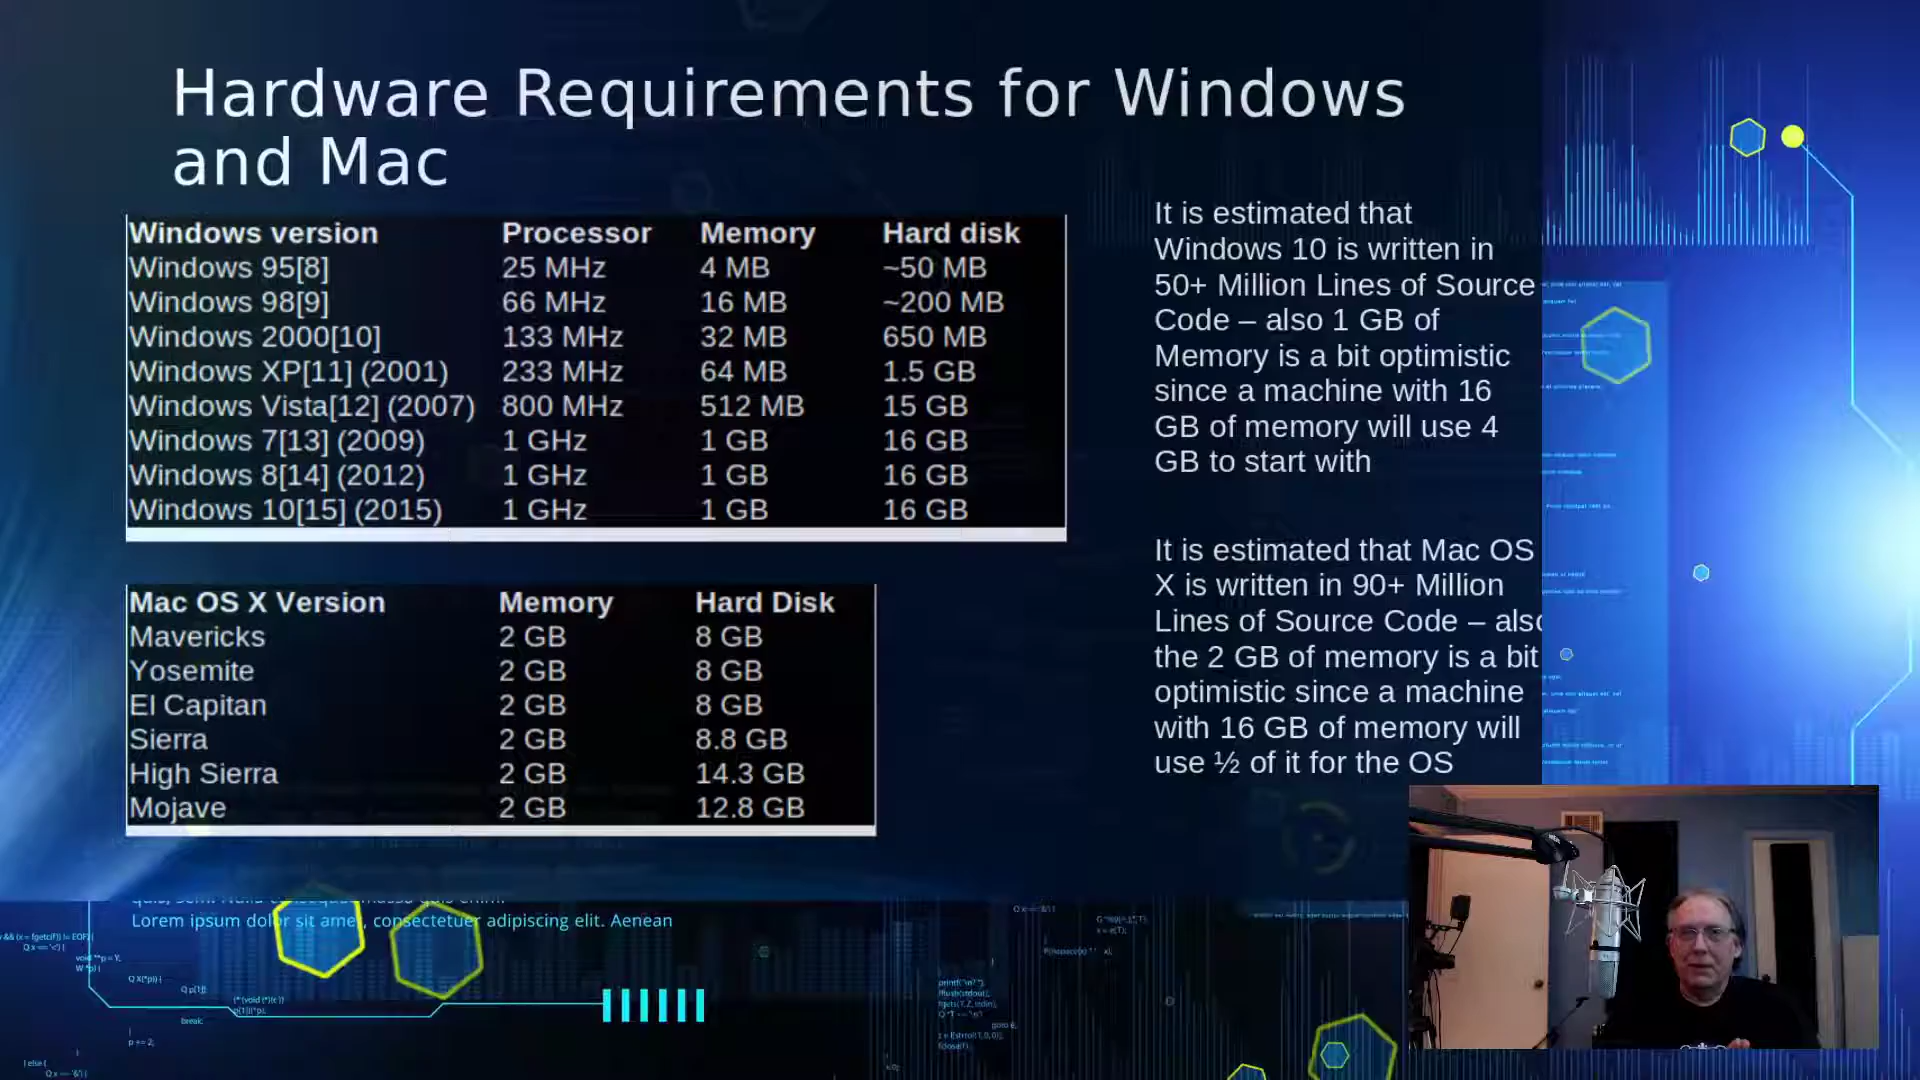 Hardware Requirements for Windows
and Mac
Windows version Processor Memory Hard disk
Windows 95[8] 25 MHz 4 MB ~50 MB
Windows 98[9] 66 MHz 16 MB ~200 MB
Windows 2000[10] 133 MHz 32 MB 650 MB
Windows XP[11] (2001) 233 MHz 64 MB 1.5 GB
Windows Vista[12] (2007) 800 MHz 512 MB 15 GB
Windows 7[13] (2009) 1 GHz 1 GB 16 GB
Windows 8[14] (2012) 1 GHz 1 GB 16 GB
Windows 10[15] (2015) 1 GHz 1 GB 16 GB
Mac OS X Version Memory Hard Disk
Mavericks 2 GB 8 GB
Yosemite 2 GB 8 GB
El Capitan 2 GB 8 GB
Sierra 2 GB 8.8 GB
High Sierra 2 GB 14.3 GB
Mojave 2 GB 12.8 GB
It is estimated that
Windows 10 is written in
50+ Million Lines of Source
Code – also 1 GB of
Memory is a bit optimistic
since a machine with 16
GB of memory will use 4
GB to start with
It is estimated that Mac OS
X is written in 90+ Million
Lines of Source Code – also
the 2 GB of memory is a bit
optimistic since a machine
with 16 GB of memory will
use ½ of it for the OS
Lorem ipsum dolor sit amet, consectetuer adipiscing elit. Aenean
break;